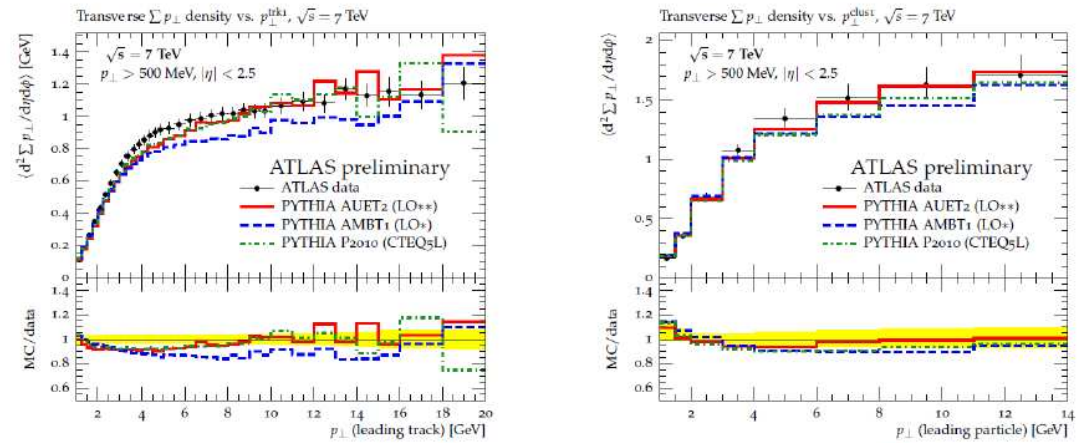 Transverse ∑ p⊥ density vs. p⊥^trk1, √s = 7 TeV
⟨d² ∑ p⊥/dηdφ⟩ [GeV]
√s = 7 TeV
p⊥ > 500 MeV, |η| < 2.5
1.4
1.2
1.0
0.8
0.6
0.4
0.2
0
ATLAS preliminary
ATLAS data
PYTHIA AUET2 (LO**)
PYTHIA AMBT1 (LO*)
PYTHIA P2010 (CTEQ5L)
MC/data
1.4
1.2
1
0.8
0.6
2 4 6 8 10 12 14 16 18 20
p⊥ (leading track) [GeV]
Transverse ∑ p⊥ density vs. p⊥^clus1, √s = 7 TeV
⟨d² ∑ p⊥/dηdφ⟩ [GeV]
√s = 7 TeV
p⊥ > 500 MeV, |η| < 2.5
2
1.5
1
0.5
0
ATLAS preliminary
ATLAS data
PYTHIA AUET2 (LO**)
PYTHIA AMBT1 (LO*)
PYTHIA P2010 (CTEQ5L)
MC/data
1.4
1.2
1
0.8
0.6
2 4 6 8 10 12 14
p⊥ (leading particle) [GeV]